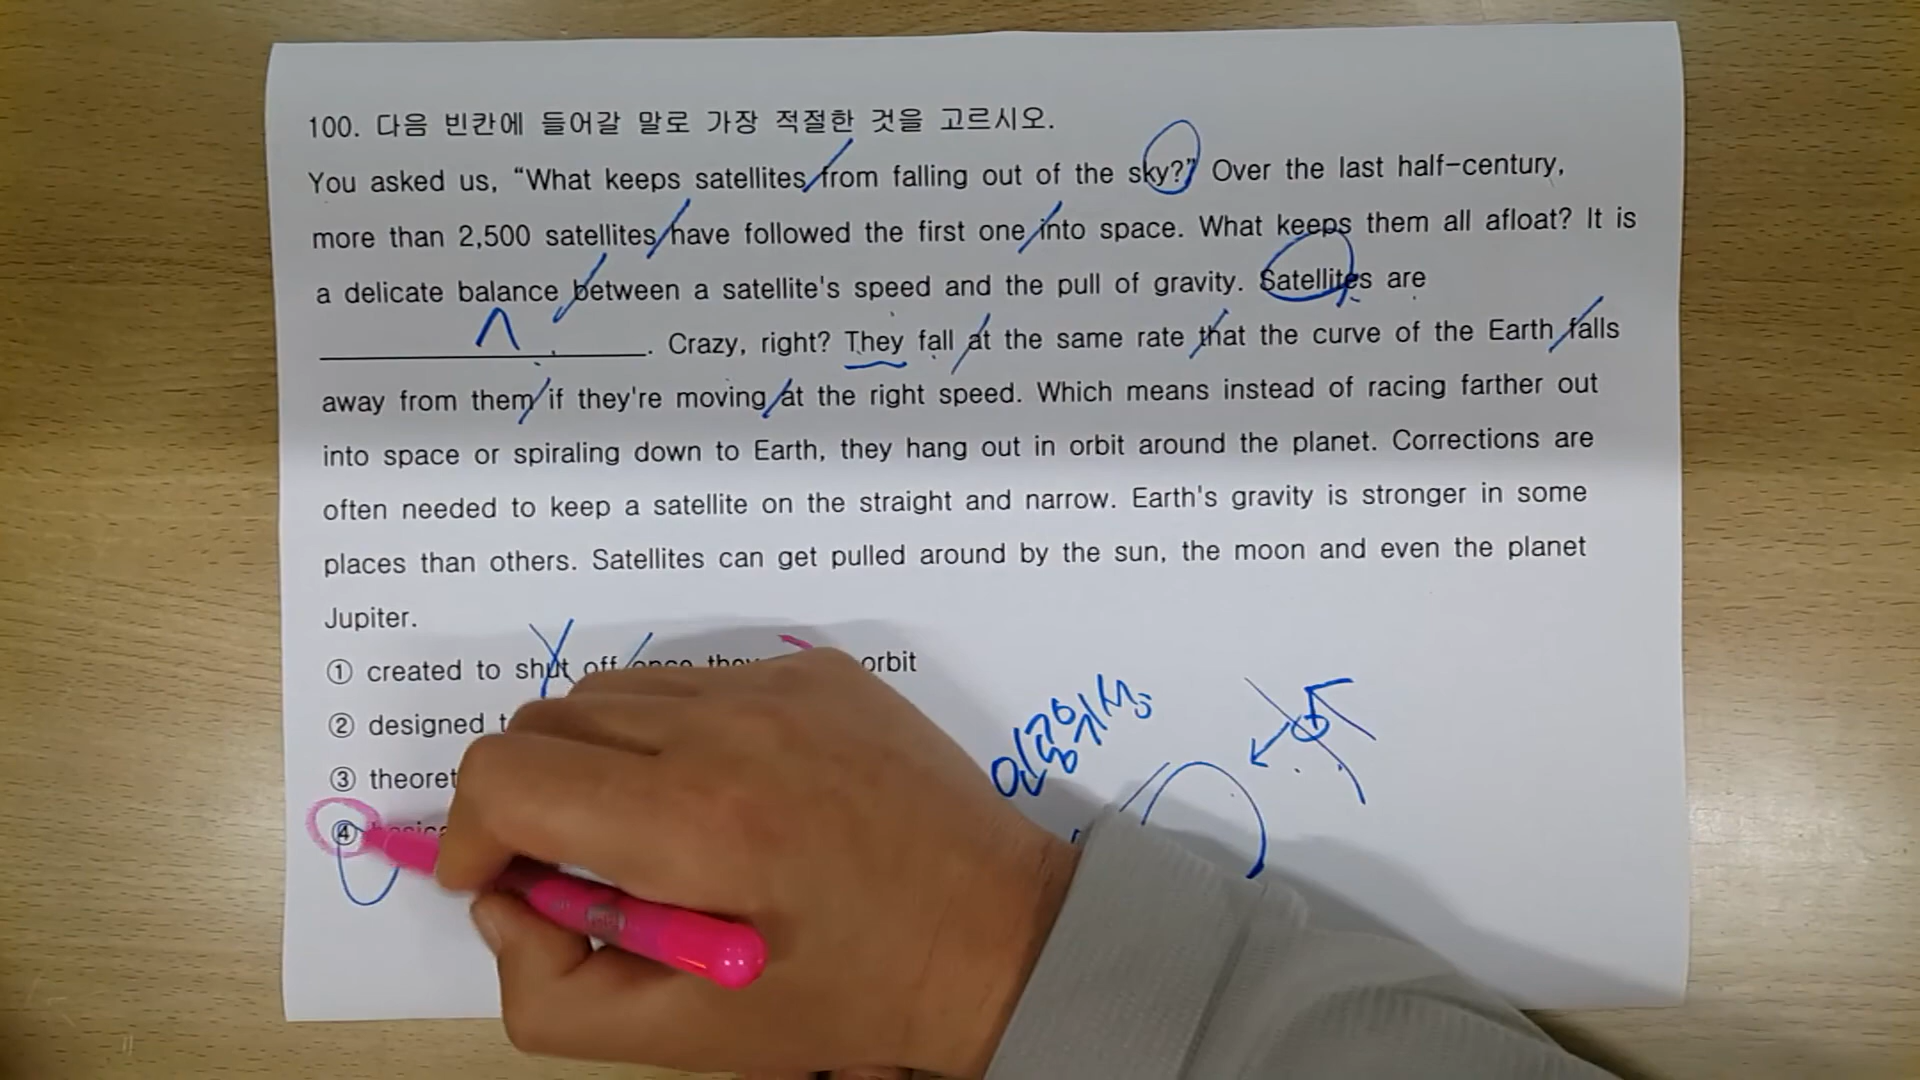 100. 다음 빈칸에 들어갈 말로 가장 적절한 것을 고르시오.
You asked us, “What keeps satellites from falling out of the sky?” Over the last half-century,
more than 2,500 satellites have followed the first one into space. What keeps them all afloat? It is
a delicate balance between a satellite's speed and the pull of gravity. Satellites are
. Crazy, right? They fall at the same rate that the curve of the Earth falls
away from them if they're moving at the right speed. Which means instead of racing farther out
into space or spiraling down to Earth, they hang out in orbit around the planet. Corrections are
often needed to keep a satellite on the straight and narrow. Earth's gravity is stronger in some
places than others. Satellites can get pulled around by the sun, the moon and even the planet
Jupiter.
① created to shut off once they orbit
② designed
③
④
인공위성